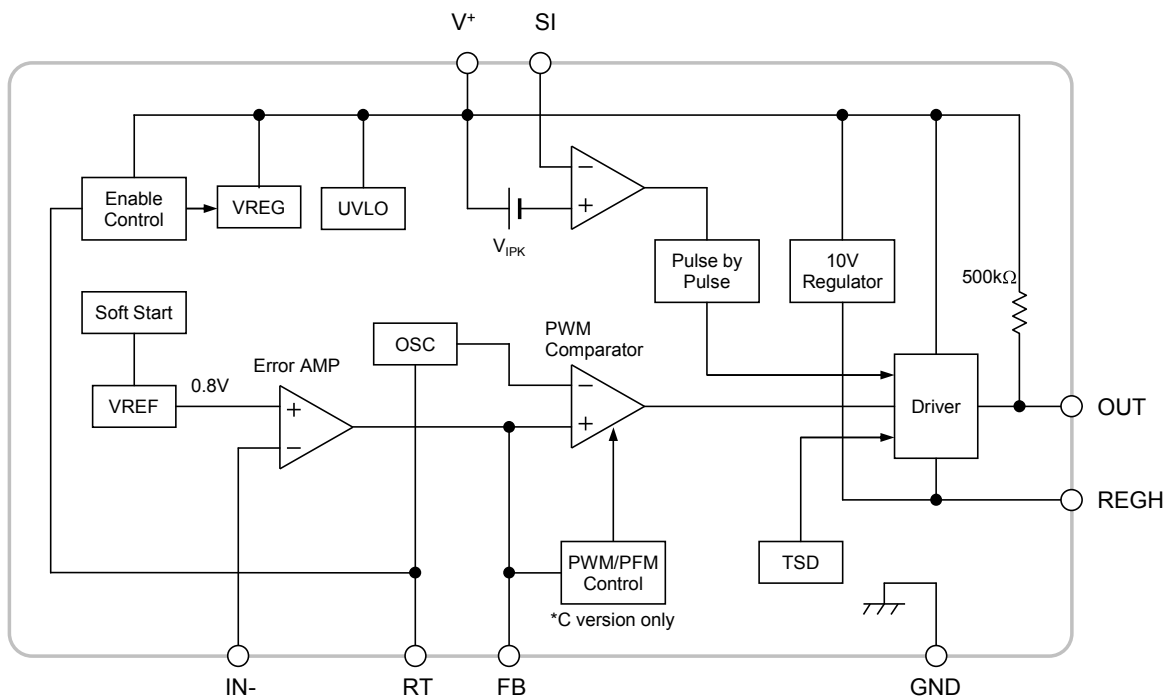 V+
SI
Enable
Control
VREG
UVLO
−
+
VIPK
Pulse by
Pulse
10V
Regulator
500kΩ
Soft Start
VREF
0.8V
Error AMP
+
−
OSC
PWM
Comparator
−
+
Driver
OUT
REGH
PWM/PFM
Control
*C version only
TSD
IN-
RT
FB
GND